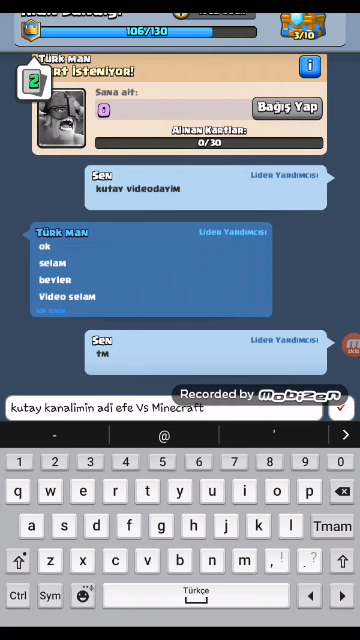 106/130
3/10
Türk man
2
Kart İsteniyor!
i
Sana ait:
0
Bağış Yap
Alınan Kartlar:
0/30
Sen
Lider Yardımcısı
kutay videodayim
Türk man
Lider Yardımcısı
ok
selam
beyler
Video selam
Sen
Lider Yardımcısı
tm
Recorded by mobizen
kutay kanalimin adi efe Vs Minecraft
- @ '
1 2 3 4 5 6 7 8 9 0
q w e r t y u i o p
a s d f g h j k l Tamam
z x c v b n m , ! . ?
Ctrl Sym Türkçe